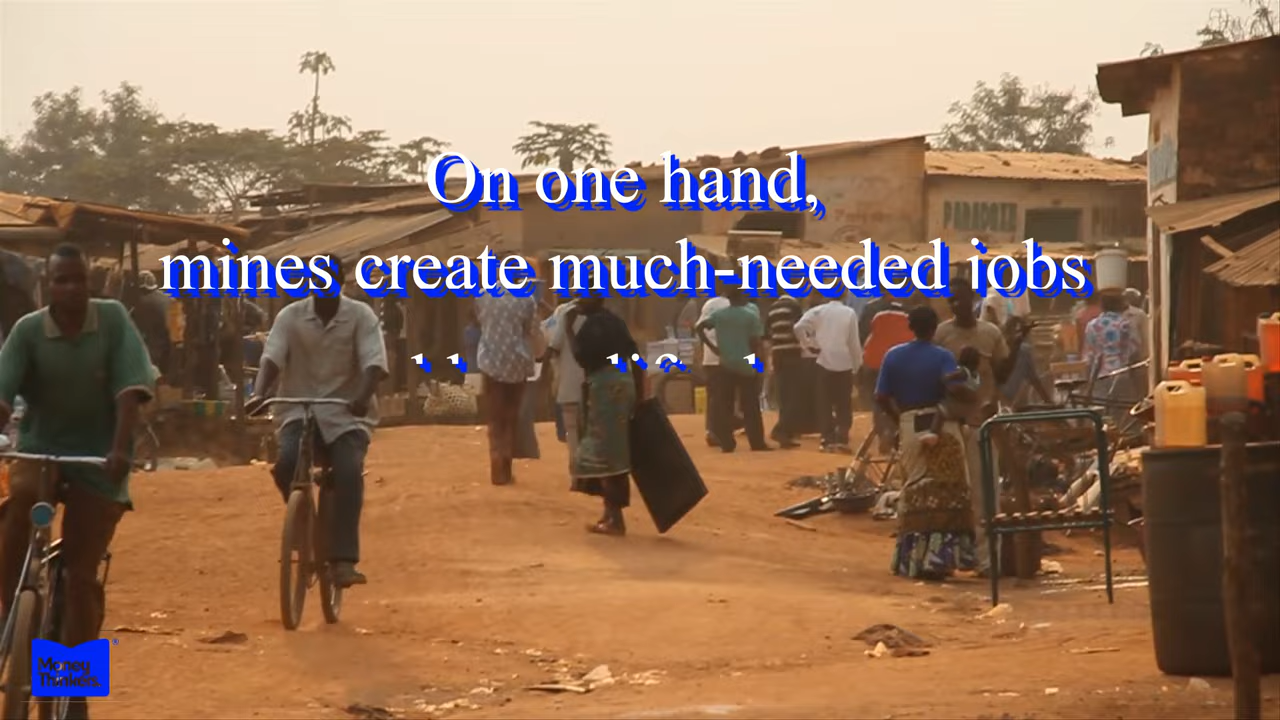 On one hand,
mines create much-needed jobs
PARADOXE
Money
Thinkers.
®